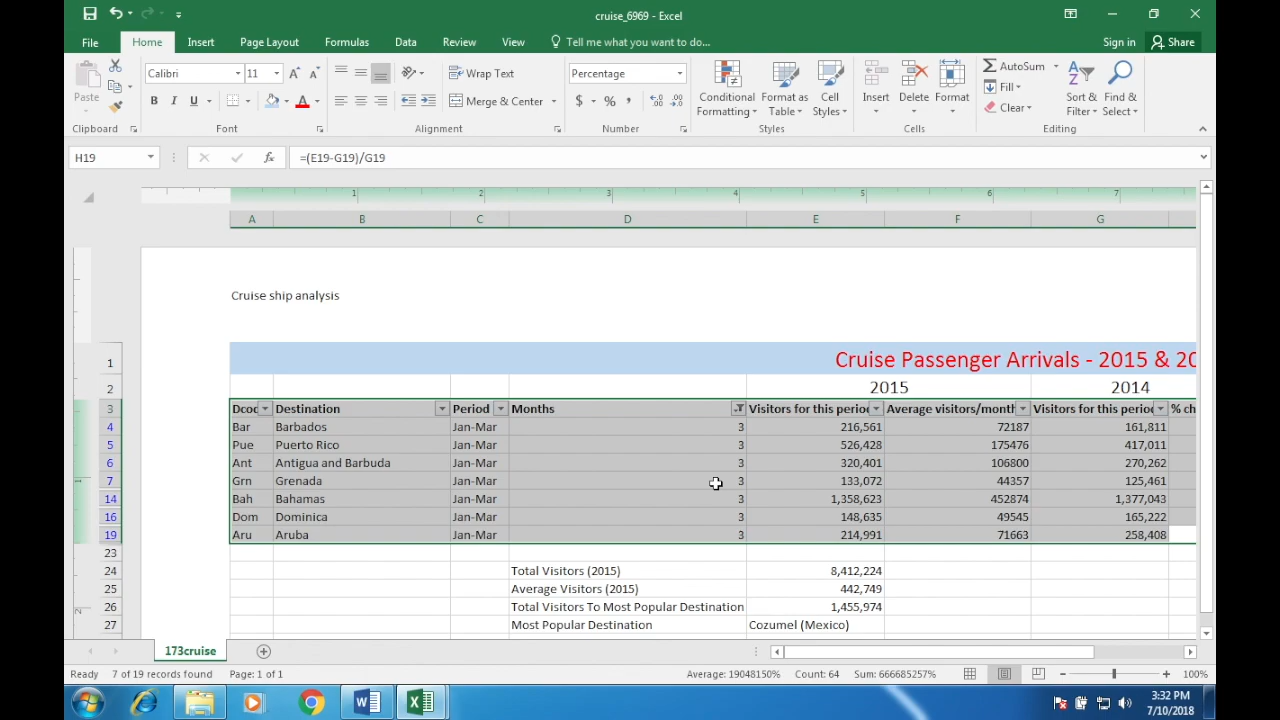 cruise_6969 - Excel
File Home Insert Page Layout Formulas Data Review View Tell me what you want to do... Sign in Share
Paste Calibri 11 Wrap Text Percentage Conditional Formatting Format as Table Cell Styles Insert Delete Format AutoSum Sort & Filter Find & Select
B I U Merge & Center $ % , Fill Clear
Clipboard Font Alignment Number Styles Cells Editing
H19 fx =(E19-G19)/G19
1 2 3 4 5 6 7
A B C D E F G
Cruise ship analysis
1 Cruise Passenger Arrivals - 2015 & 20
2 2015 2014
3 Destination Period Months Visitors for this period Average visitors/month Visitors for this period % ch
4 Bar Barbados Jan-Mar 3 216,561 72187 161,811
5 Pue Puerto Rico Jan-Mar 3 526,428 175476 417,011
6 Ant Antigua and Barbuda Jan-Mar 3 320,401 106800 270,262
7 Grn Grenada Jan-Mar 3 133,072 44357 125,461
14 Bah Bahamas Jan-Mar 3 1,358,623 452874 1,377,043
16 Dom Dominica Jan-Mar 3 148,635 49545 165,222
19 Aru Aruba Jan-Mar 3 214,991 71663 258,408
23
24 Total Visitors (2015) 8,412,224
25 Average Visitors (2015) 442,749
26 Total Visitors To Most Popular Destination 1,455,974
27 Most Popular Destination Cozumel (Mexico)
173cruise
Ready 7 of 19 records found Page: 1 of 1 Average: 19048150% Count: 64 Sum: 666685257% 100%
3:32 PM
7/10/2018